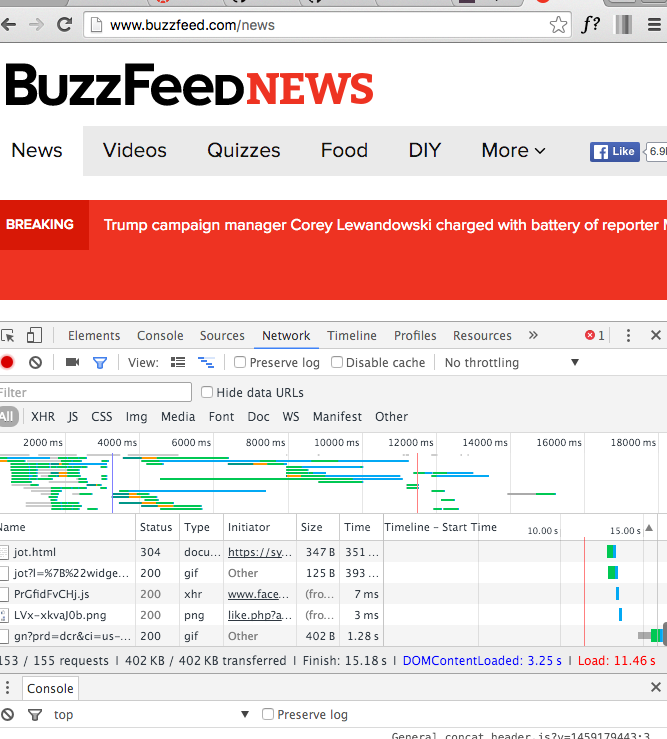 www.buzzfeed.com/news
f?
BuzzFeeD NEWS
News Videos Quizzes Food DIY More Like 6.9
BREAKING Trump campaign manager Corey Lewandowski charged with battery of reporter
Elements Console Sources Network Timeline Profiles Resources » 1
View: Preserve log Disable cache No throttling
Filter Hide data URLs
All XHR JS CSS Img Media Font Doc WS Manifest Other
2000 ms 4000 ms 6000 ms 8000 ms 10000 ms 12000 ms 14000 ms 16000 ms 18000 ms
Name Status Type Initiator Size Time Timeline – Start Time 10.00 s 15.00 s
jot.html 304 docu... https://sy... 347 B 351 ...
jot?l=%7B%22widge... 200 gif Other 125 B 393 ...
PrGfidFvCHj.js 200 xhr www.face... (fro... 7 ms
LVx-xkvaJ0b.png 200 png like.php?a... (fro... 3 ms
gn?prd=dcr&ci=us-... 200 gif Other 402 B 1.28 s
153 / 155 requests | 402 KB / 402 KB transferred | Finish: 15.18 s | DOMContentLoaded: 3.25 s | Load: 11.46 s
Console
top Preserve log
General concat header.js?v=1459179443:3